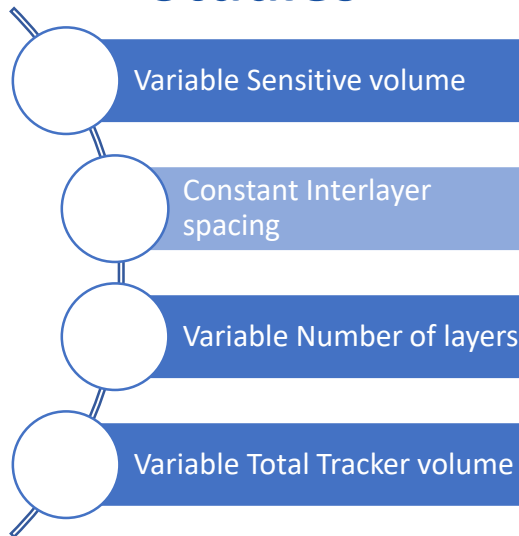 Variable Sensitive volume
Constant Interlayer
spacing
Variable Number of layers
Variable Total Tracker volume